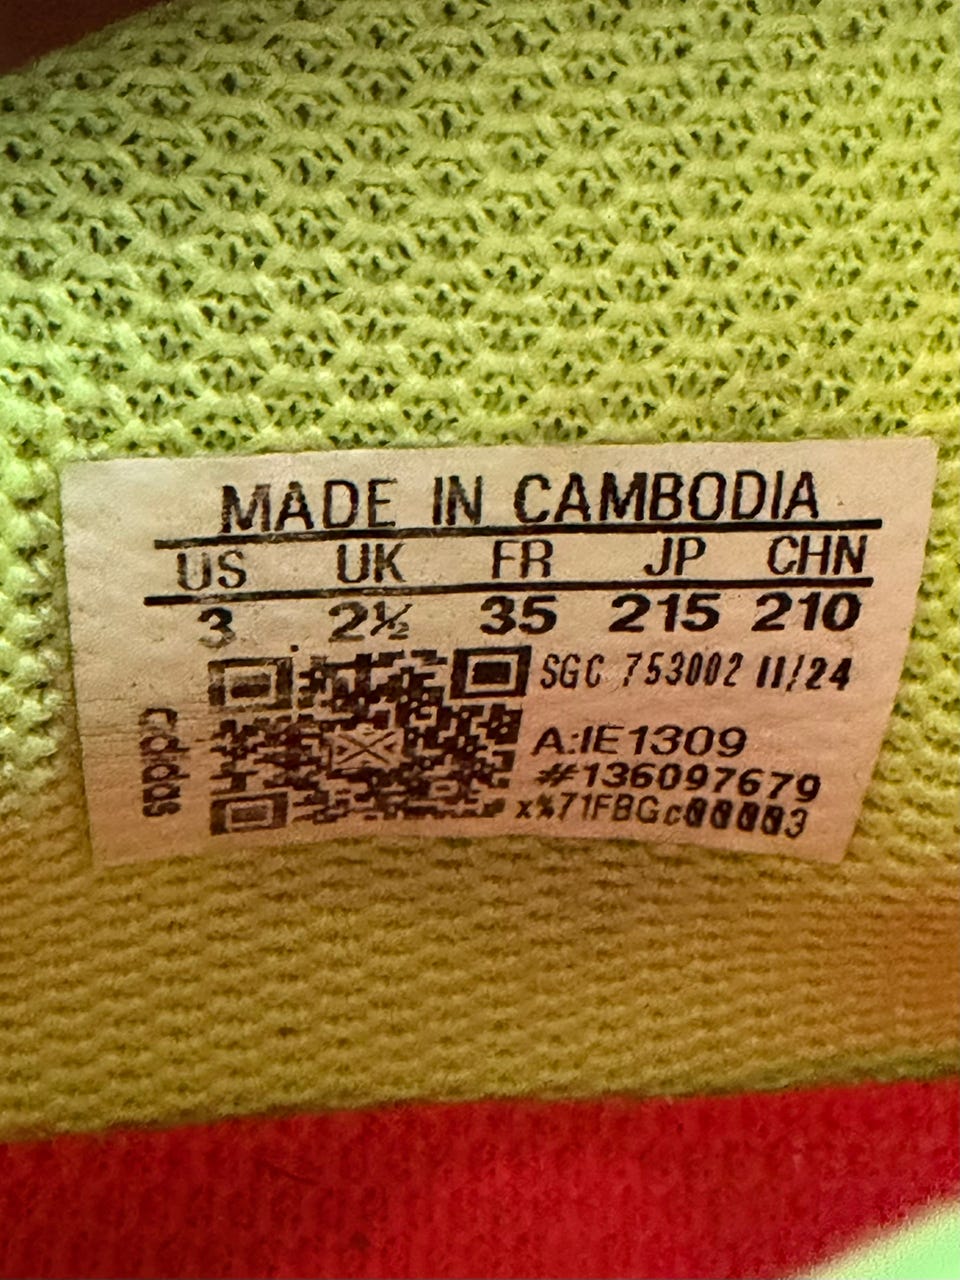 MADE IN CAMBODIA
US UK FR JP CHN
3 2½ 35 215 210
SGC 753002 11/24
adidas
A:IE1309
#136097679
x%71FBGc00003